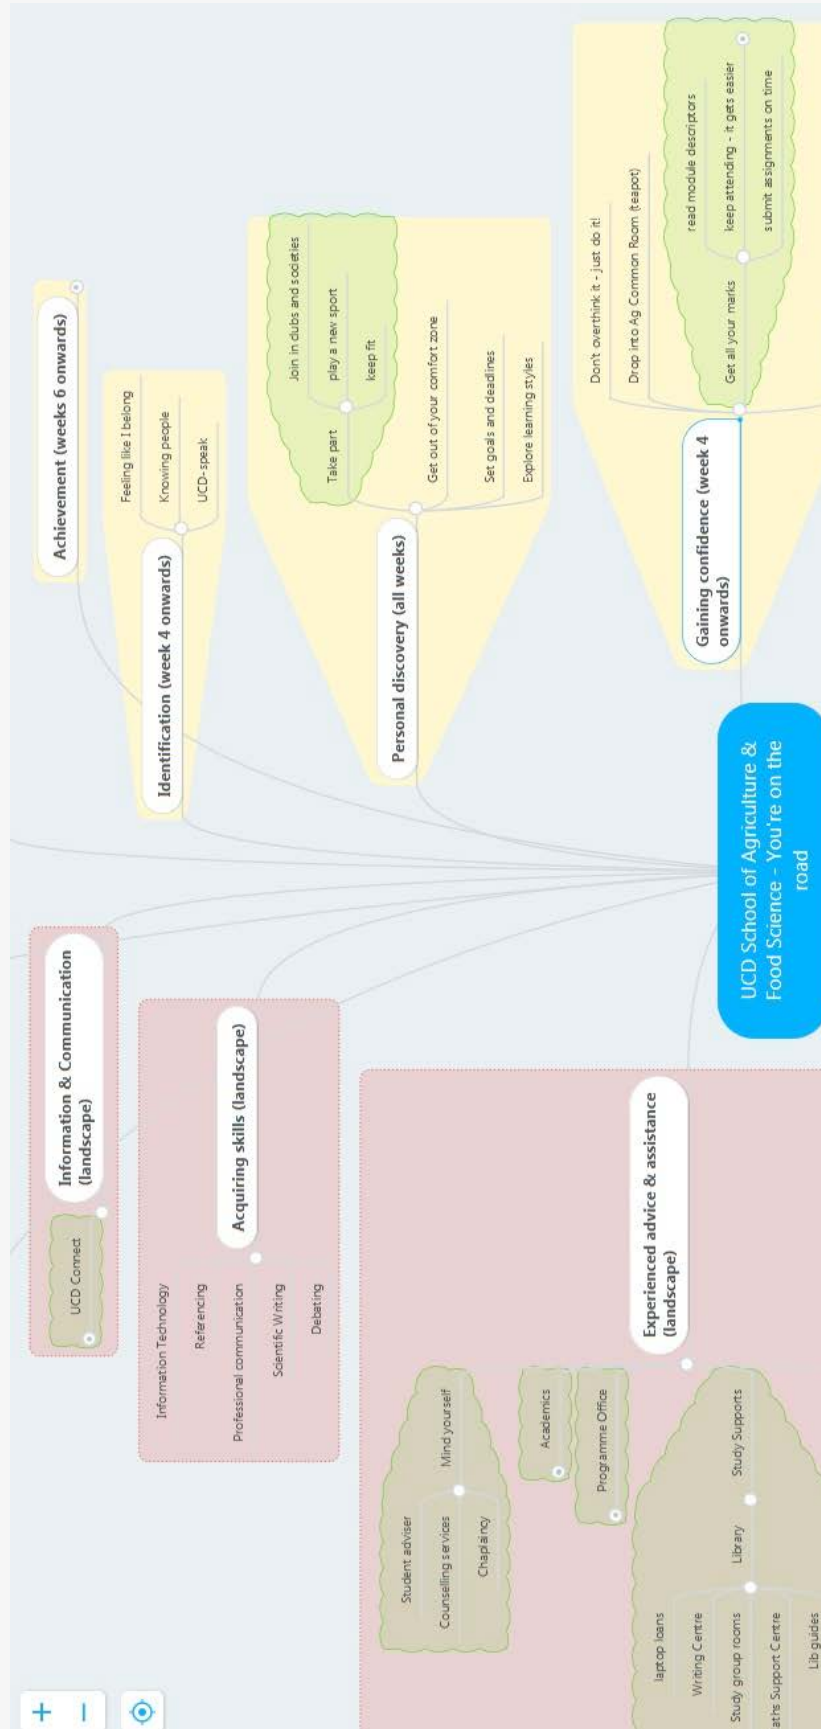 Information & Communication
(landscape)
UCD Connect
Acquiring skills (landscape)
Information Technology
Referencing
Professional communication
Scientific Writing
Debating
Experienced advice & assistance
(landscape)
Mind yourself
Student adviser
Counselling services
Chaplaincy
Academics
Programme Office
Study Supports
Library
laptop loans
Writing Centre
Study group rooms
aths Support Centre
Lib guides
UCD School of Agriculture &
Food Science - You're on the
road
Achievement (weeks 6 onwards)
Identification (week 4 onwards)
Feeling like I belong
Knowing people
UCD-speak
Personal discovery (all weeks)
Take part
Join in clubs and societies
play a new sport
keep fit
Get out of your comfort zone
Set goals and deadlines
Explore learning styles
Gaining confidence (week 4
onwards)
Don't overthink it - just do it!
Drop into Ag Common Room (teapot)
Get all your marks
read module descriptors
keep attending - it gets easier
submit assignments on time